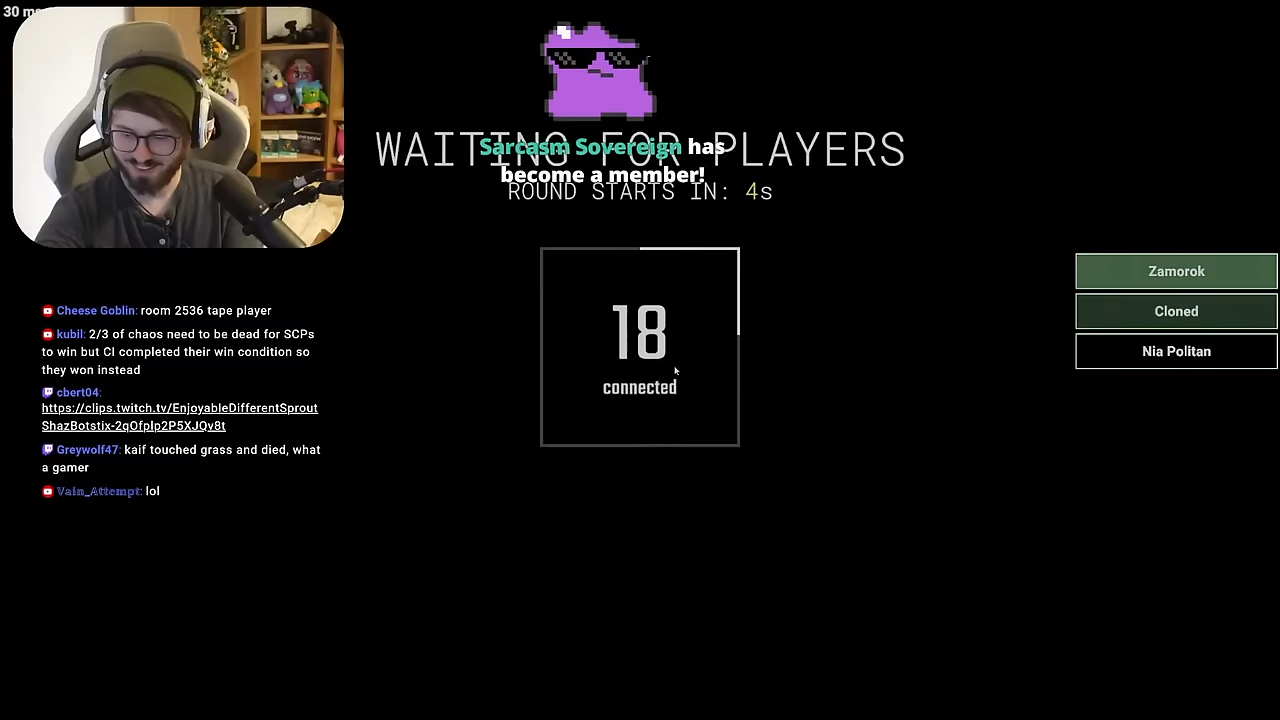 30 m
WAITING FOR PLAYERS
Sarcasm Sovereign has
become a member!
ROUND STARTS IN: 4s
18
connected
Zamorok
Cloned
Nia Politan
Cheese Goblin: room 2536 tape player
kubil: 2/3 of chaos need to be dead for SCPs
to win but CI completed their win condition so
they won instead
cbert04:
https://clips.twitch.tv/EnjoyableDifferentSprout
ShazBotstix-2qOfpIp2P5XJQv8t
Greywolf47: kaif touched grass and died, what
a gamer
Vain_Attempt: lol